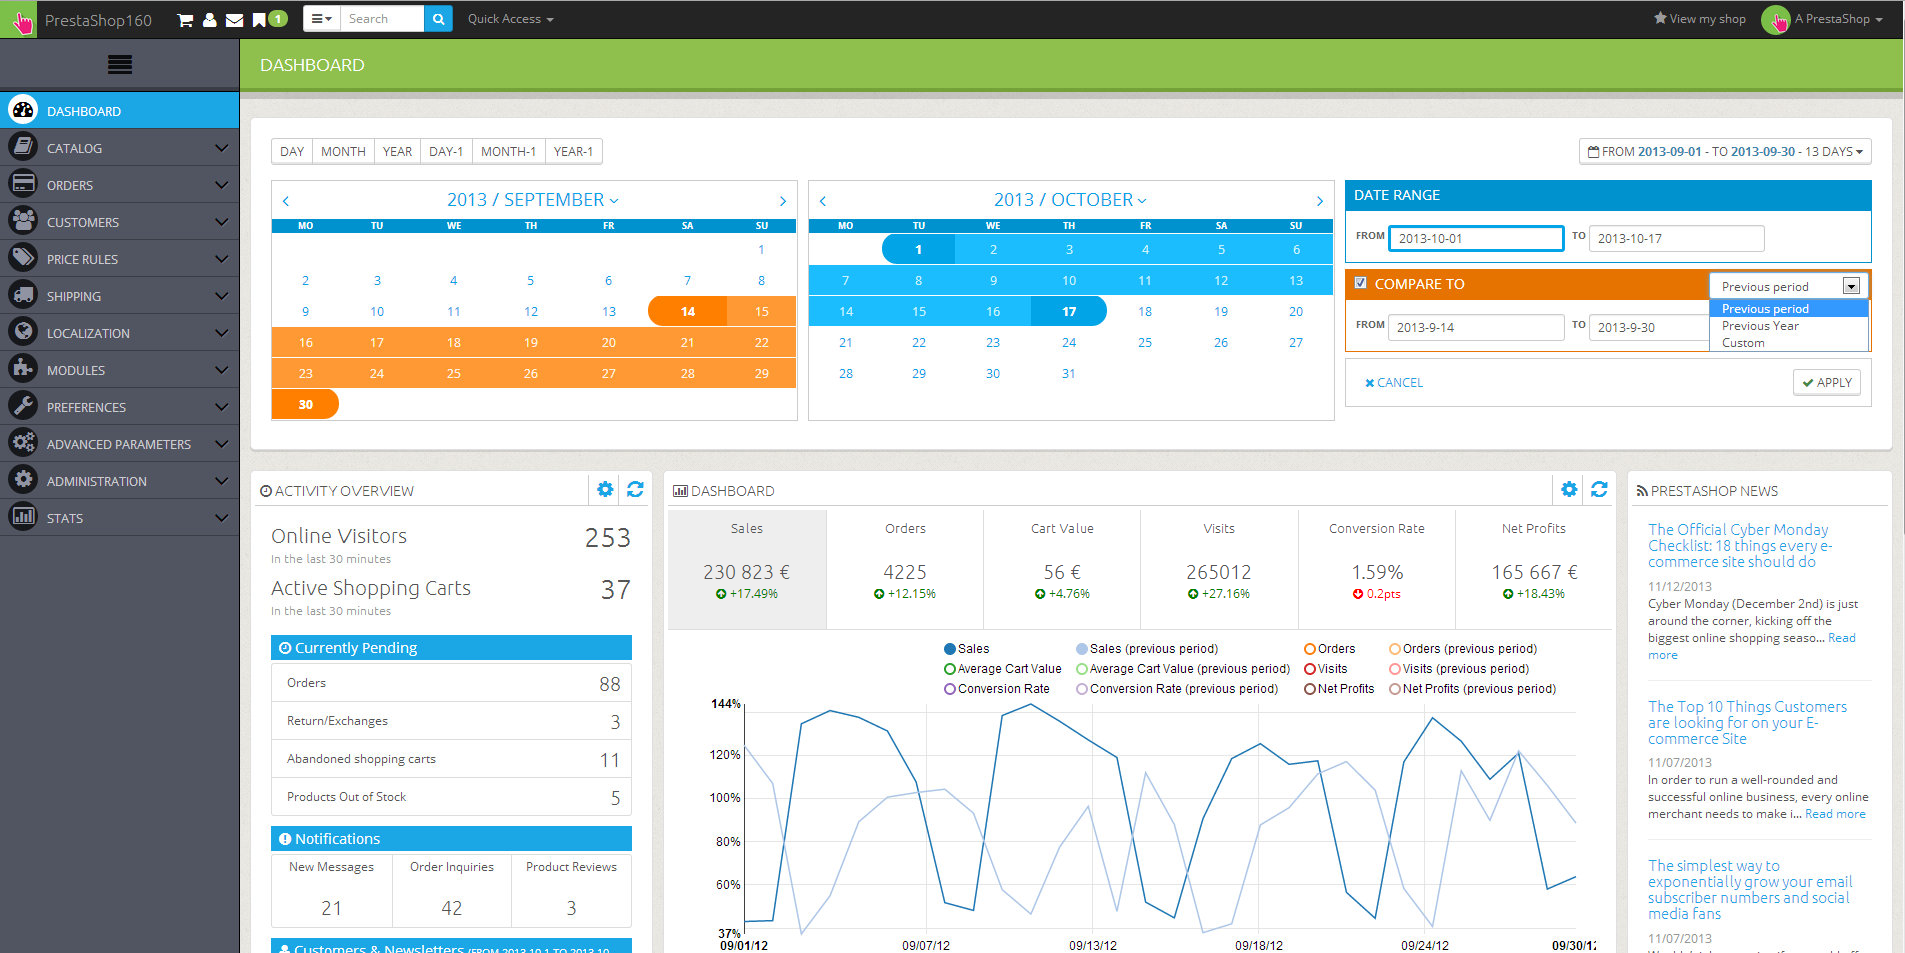 PrestaShop160
1
Search
Quick Access
View my shop
A PrestaShop
DASHBOARD
DASHBOARD
CATALOG
ORDERS
CUSTOMERS
PRICE RULES
SHIPPING
LOCALIZATION
MODULES
PREFERENCES
ADVANCED PARAMETERS
ADMINISTRATION
STATS
DAY MONTH YEAR DAY-1 MONTH-1 YEAR-1
FROM 2013-09-01 - TO 2013-09-30 - 13 DAYS
2013 / SEPTEMBER
MO TU WE TH FR SA SU
1
2 3 4 5 6 7 8
9 10 11 12 13 14 15
16 17 18 19 20 21 22
23 24 25 26 27 28 29
30
2013 / OCTOBER
MO TU WE TH FR SA SU
1 2 3 4 5 6
7 8 9 10 11 12 13
14 15 16 17 18 19 20
21 22 23 24 25 26 27
28 29 30 31
DATE RANGE
FROM 2013-10-01 TO 2013-10-17
COMPARE TO
Previous period
Previous period
Previous Year
Custom
FROM 2013-9-14 TO 2013-9-30
CANCEL
APPLY
ACTIVITY OVERVIEW
Online Visitors 253
In the last 30 minutes
Active Shopping Carts 37
In the last 30 minutes
Currently Pending
Orders 88
Return/Exchanges 3
Abandoned shopping carts 11
Products Out of Stock 5
Notifications
New Messages Order Inquiries Product Reviews
21 42 3
Customers & Newsletters (FROM 2013-10-1 TO 2013-10-
DASHBOARD
Sales Orders Cart Value Visits Conversion Rate Net Profits
230 823 € 4225 56 € 265012 1.59% 165 667 €
+17.49% +12.15% +4.76% +27.16% 0.2pts +18.43%
Sales Sales (previous period) Orders Orders (previous period)
Average Cart Value Average Cart Value (previous period) Visits Visits (previous period)
Conversion Rate Conversion Rate (previous period) Net Profits Net Profits (previous period)
144%
120%
100%
80%
60%
37%
09/01/12 09/07/12 09/13/12 09/18/12 09/24/12 09/30/12
PRESTASHOP NEWS
The Official Cyber Monday
Checklist: 18 things every e-
commerce site should do
11/12/2013
Cyber Monday (December 2nd) is just
around the corner, kicking off the
biggest online shopping seaso... Read
more
The Top 10 Things Customers
are looking for on your E-
commerce Site
11/07/2013
In order to run a well-rounded and
successful online business, every online
merchant needs to make i... Read more
The simplest way to
exponentially grow your email
subscriber numbers and social
media fans
11/07/2013